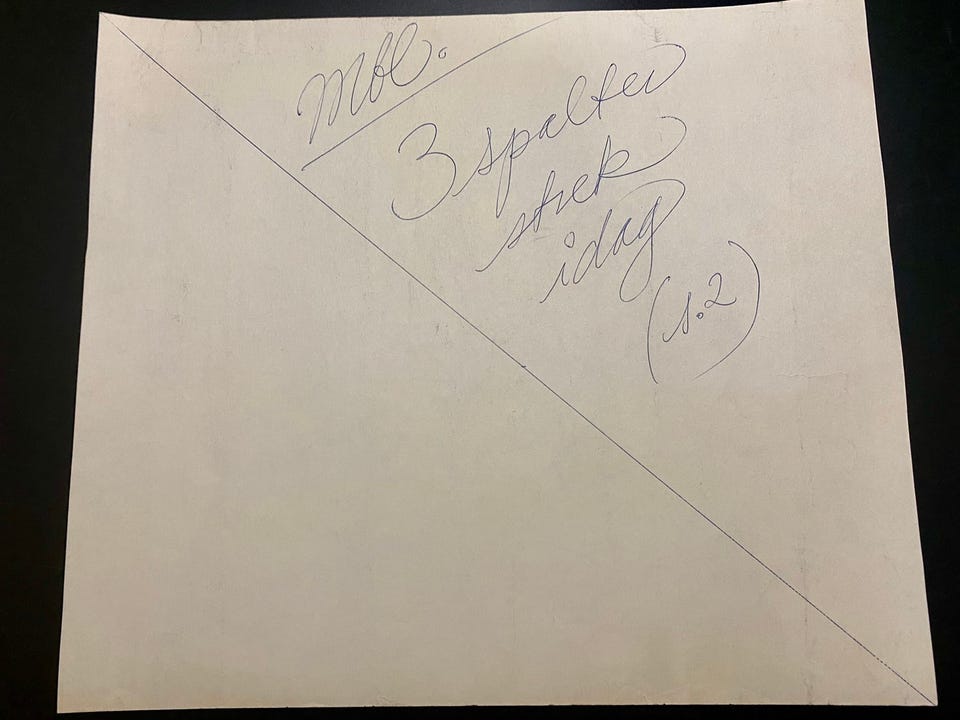 Mbl.
3 spalter
strek
idag
(s.2)